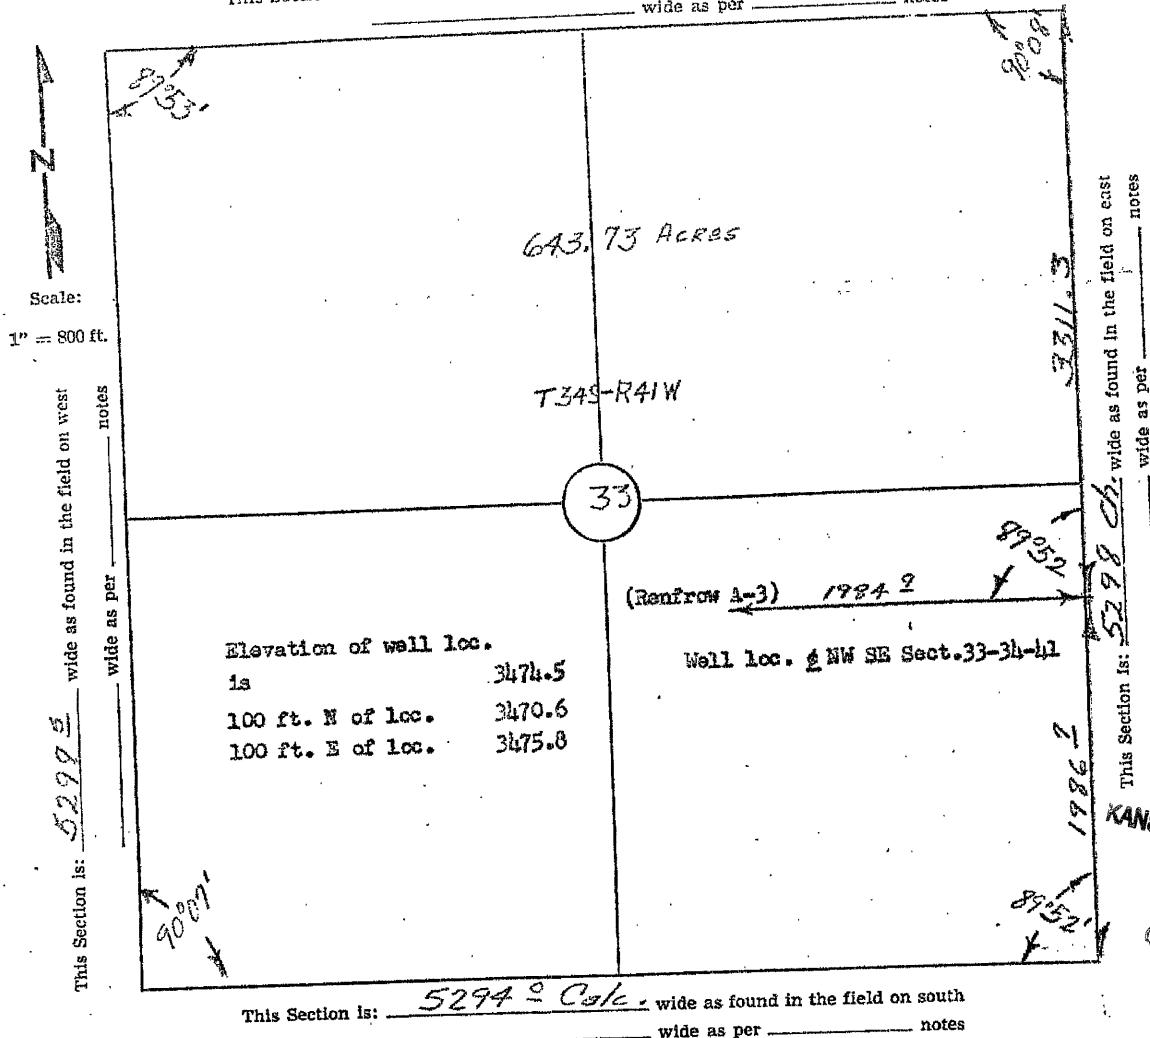 wide as per notes
89°53'
90°08'
N
643.73 ACRES
Scale:
1" = 800 ft.
T34S-R41W
33
3311.3
This Section is: 5299 5 wide as found in the field on west
wide as per notes
This Section is: 5298 Ch. wide as found in the field on east
wide as per notes
89°52
(Renfrow A-3) 1984 0
Well loc. ¢ NW SE Sect.33-34-41
Elevation of well loc.
is 3474.5
100 ft. N of loc. 3470.6
100 ft. E of loc. 3475.8
1986
KAN
90°07'
89°52'
This Section is: 5294 0 Calc. wide as found in the field on south
wide as per notes